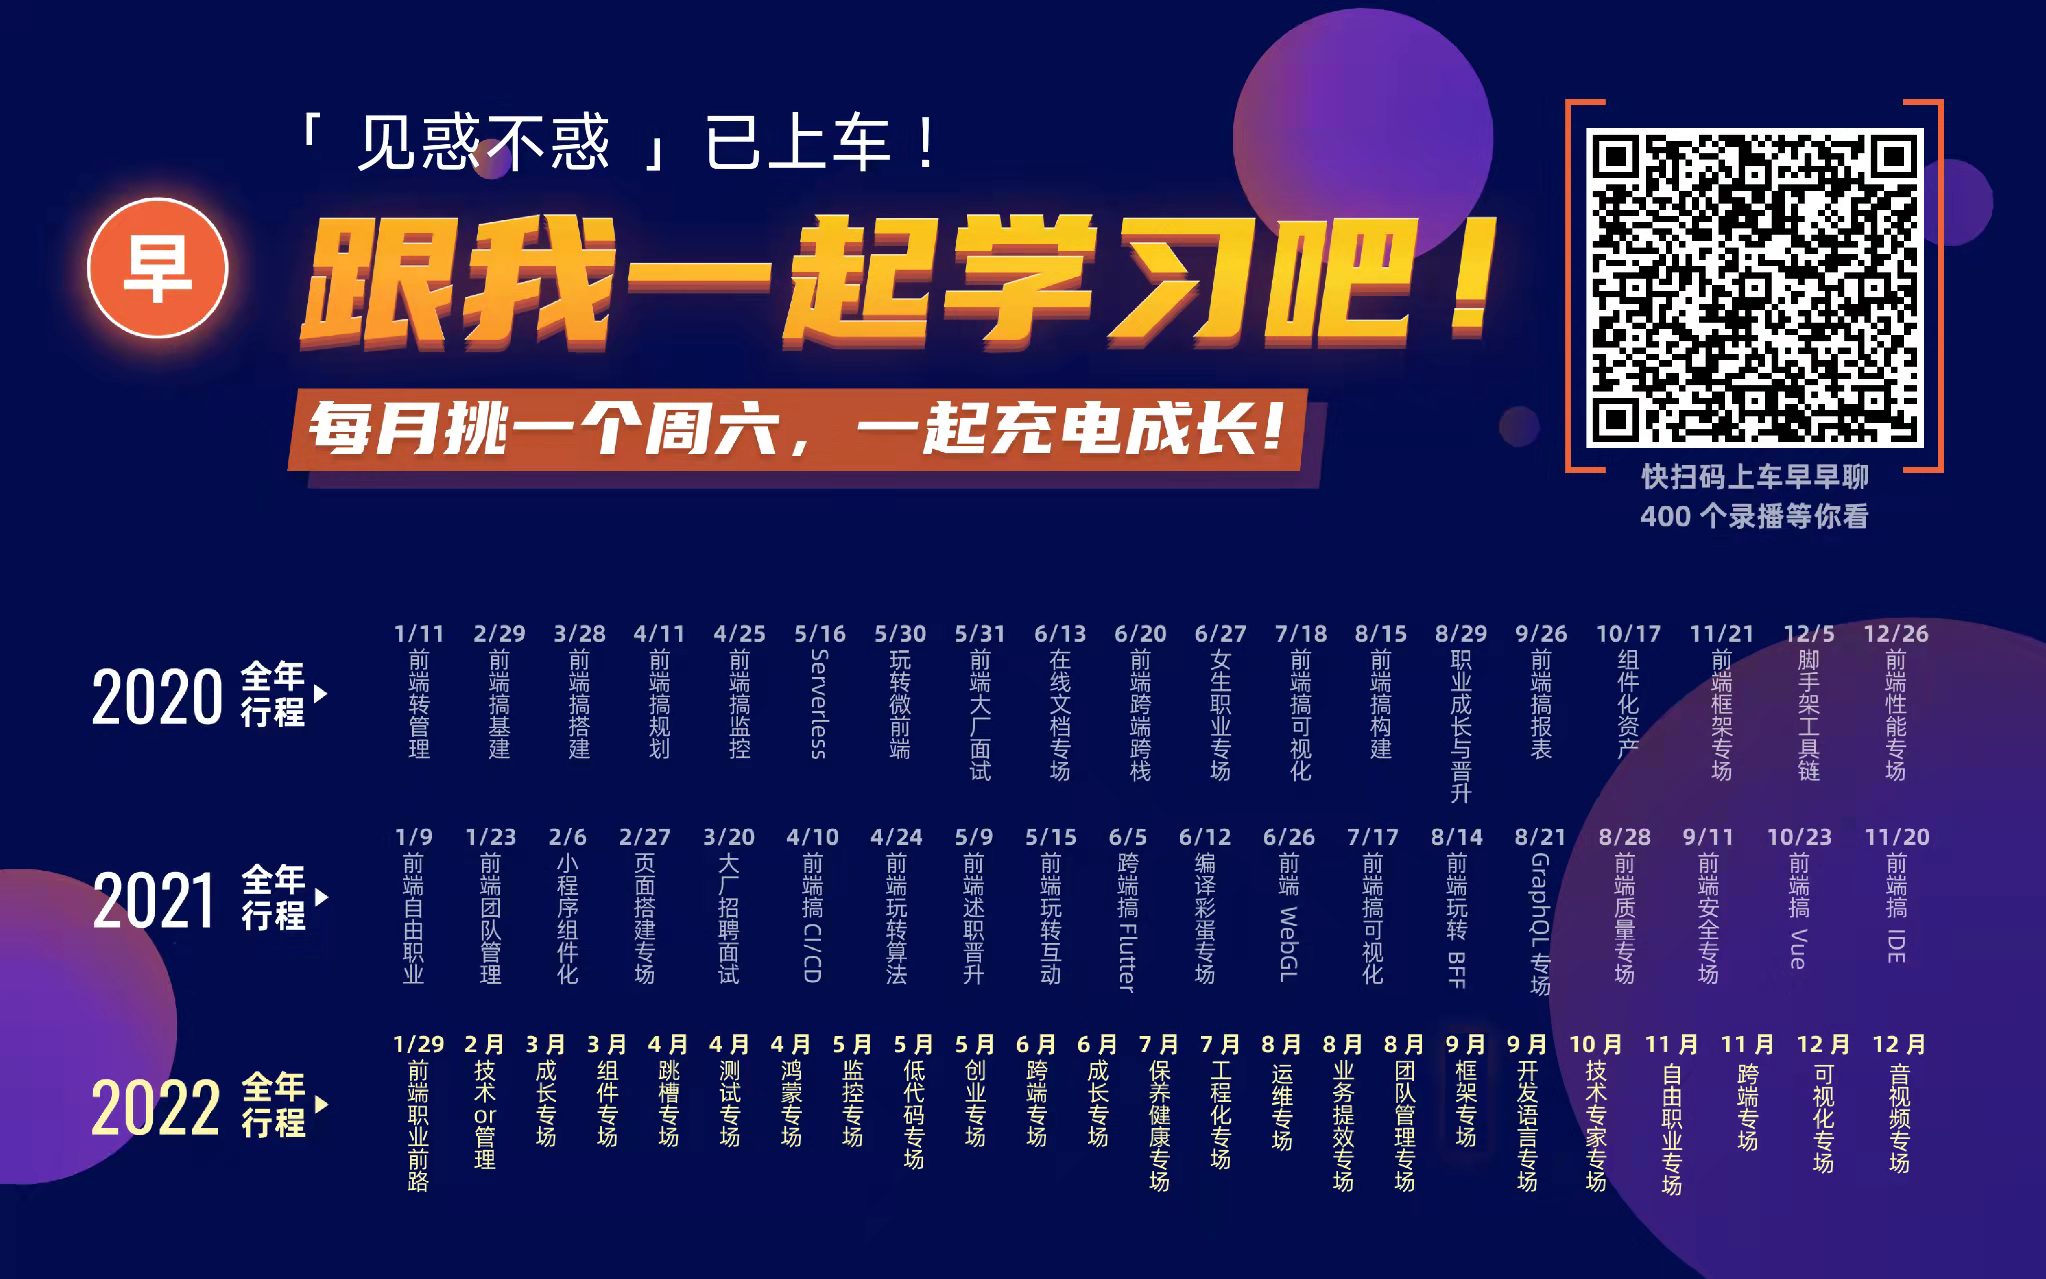 「 见惑不惑 」已上车！
早
跟我一起学习吧！
每月挑一个周六，一起充电成长!
快扫码上车早早聊
400 个录播等你看
2020 全年行程
1/11 前端转管理
2/29 前端搞基建
3/28 前端搞搭建
4/11 前端搞规划
4/25 前端搞监控
5/16 Serverless
5/30 玩转微前端
5/31 前端大厂面试
6/13 在线文档专场
6/20 前端跨端跨栈
6/27 女生职业专场
7/18 前端搞可视化
8/15 前端搞构建
8/29 职业成长与晋升
9/26 前端搞报表
10/17 组件化资产
11/21 前端框架专场
12/5 脚手架工具链
12/26 前端性能专场
2021 全年行程
1/9 前端自由职业
1/23 前端团队管理
2/6 小程序组件化
2/27 页面搭建专场
3/20 大厂招聘面试
4/10 前端搞 CI/CD
4/24 前端玩转算法
5/9 前端述职晋升
5/15 前端玩转互动
6/5 跨端搞 Flutter
6/12 编译彩蛋专场
6/26 前端 WebGL
7/17 前端搞可视化
8/14 前端玩转 BFF
8/21 GraphQL 专场
8/28 前端质量专场
9/11 前端安全专场
10/23 前端搞 Vue
11/20 前端搞 IDE
2022 全年行程
1/29 前端职业前路
2 月 技术or管理
3 月 成长专场
3 月 组件专场
4 月 跳槽专场
4 月 测试专场
4 月 鸿蒙专场
5 月 监控专场
5 月 低代码专场
5 月 创业专场
6 月 跨端专场
6 月 成长专场
7 月 保养健康专场
7 月 工程化专场
8 月 运维专场
8 月 业务提效专场
8 月 团队管理专场
9 月 框架专场
9 月 开发语言专场
10 月 技术专家专场
11 月 自由职业专场
11 月 跨端专场
12 月 可视化专场
12 月 音视频专场